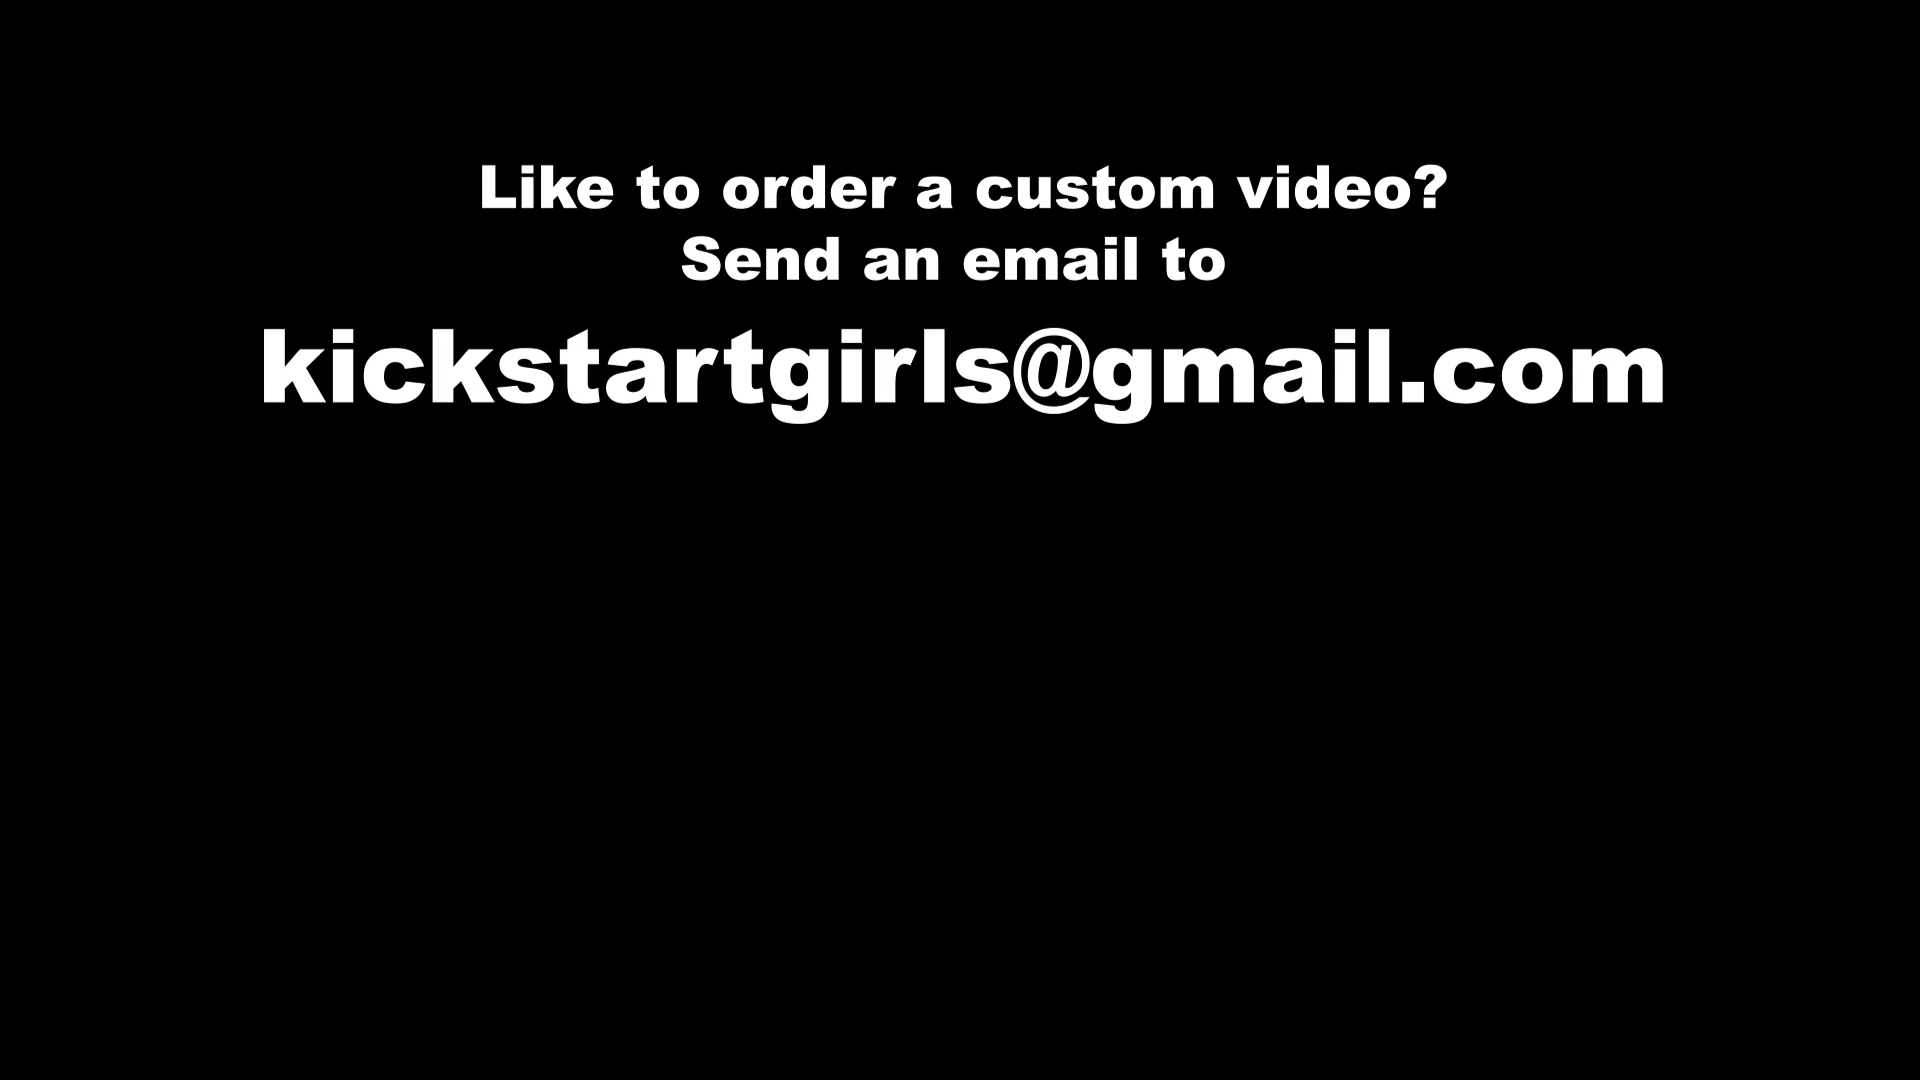 Like to order a custom video?
Send an email to
kickstartgirls@gmail.com